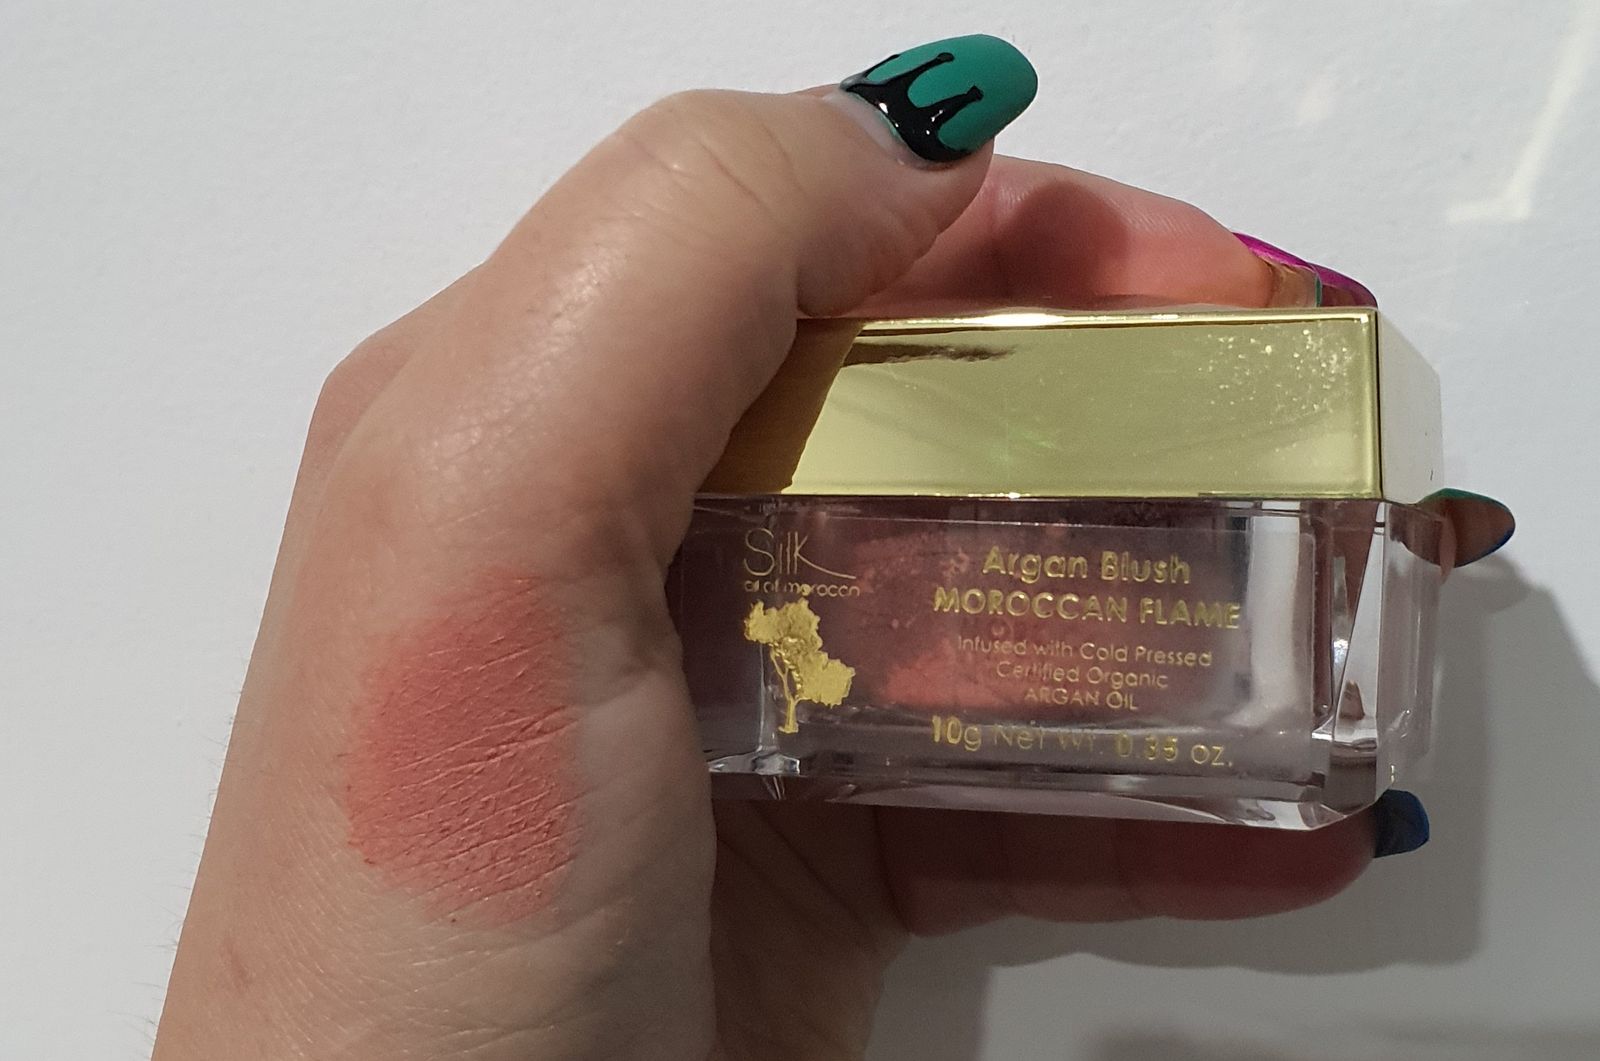 Silk
oil of morocco
Argan Blush
MOROCCAN FLAME
Infused with Cold Pressed
Certified Organic
ARGAN OIL
10g Net Wt. 0.35 oz.